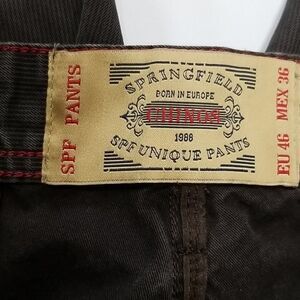 SPF PANTS
SPRINGFIELD
BORN IN EUROPE
CHINOS
1988
SPF UNIQUE PANTS
EU 46 MEX 36